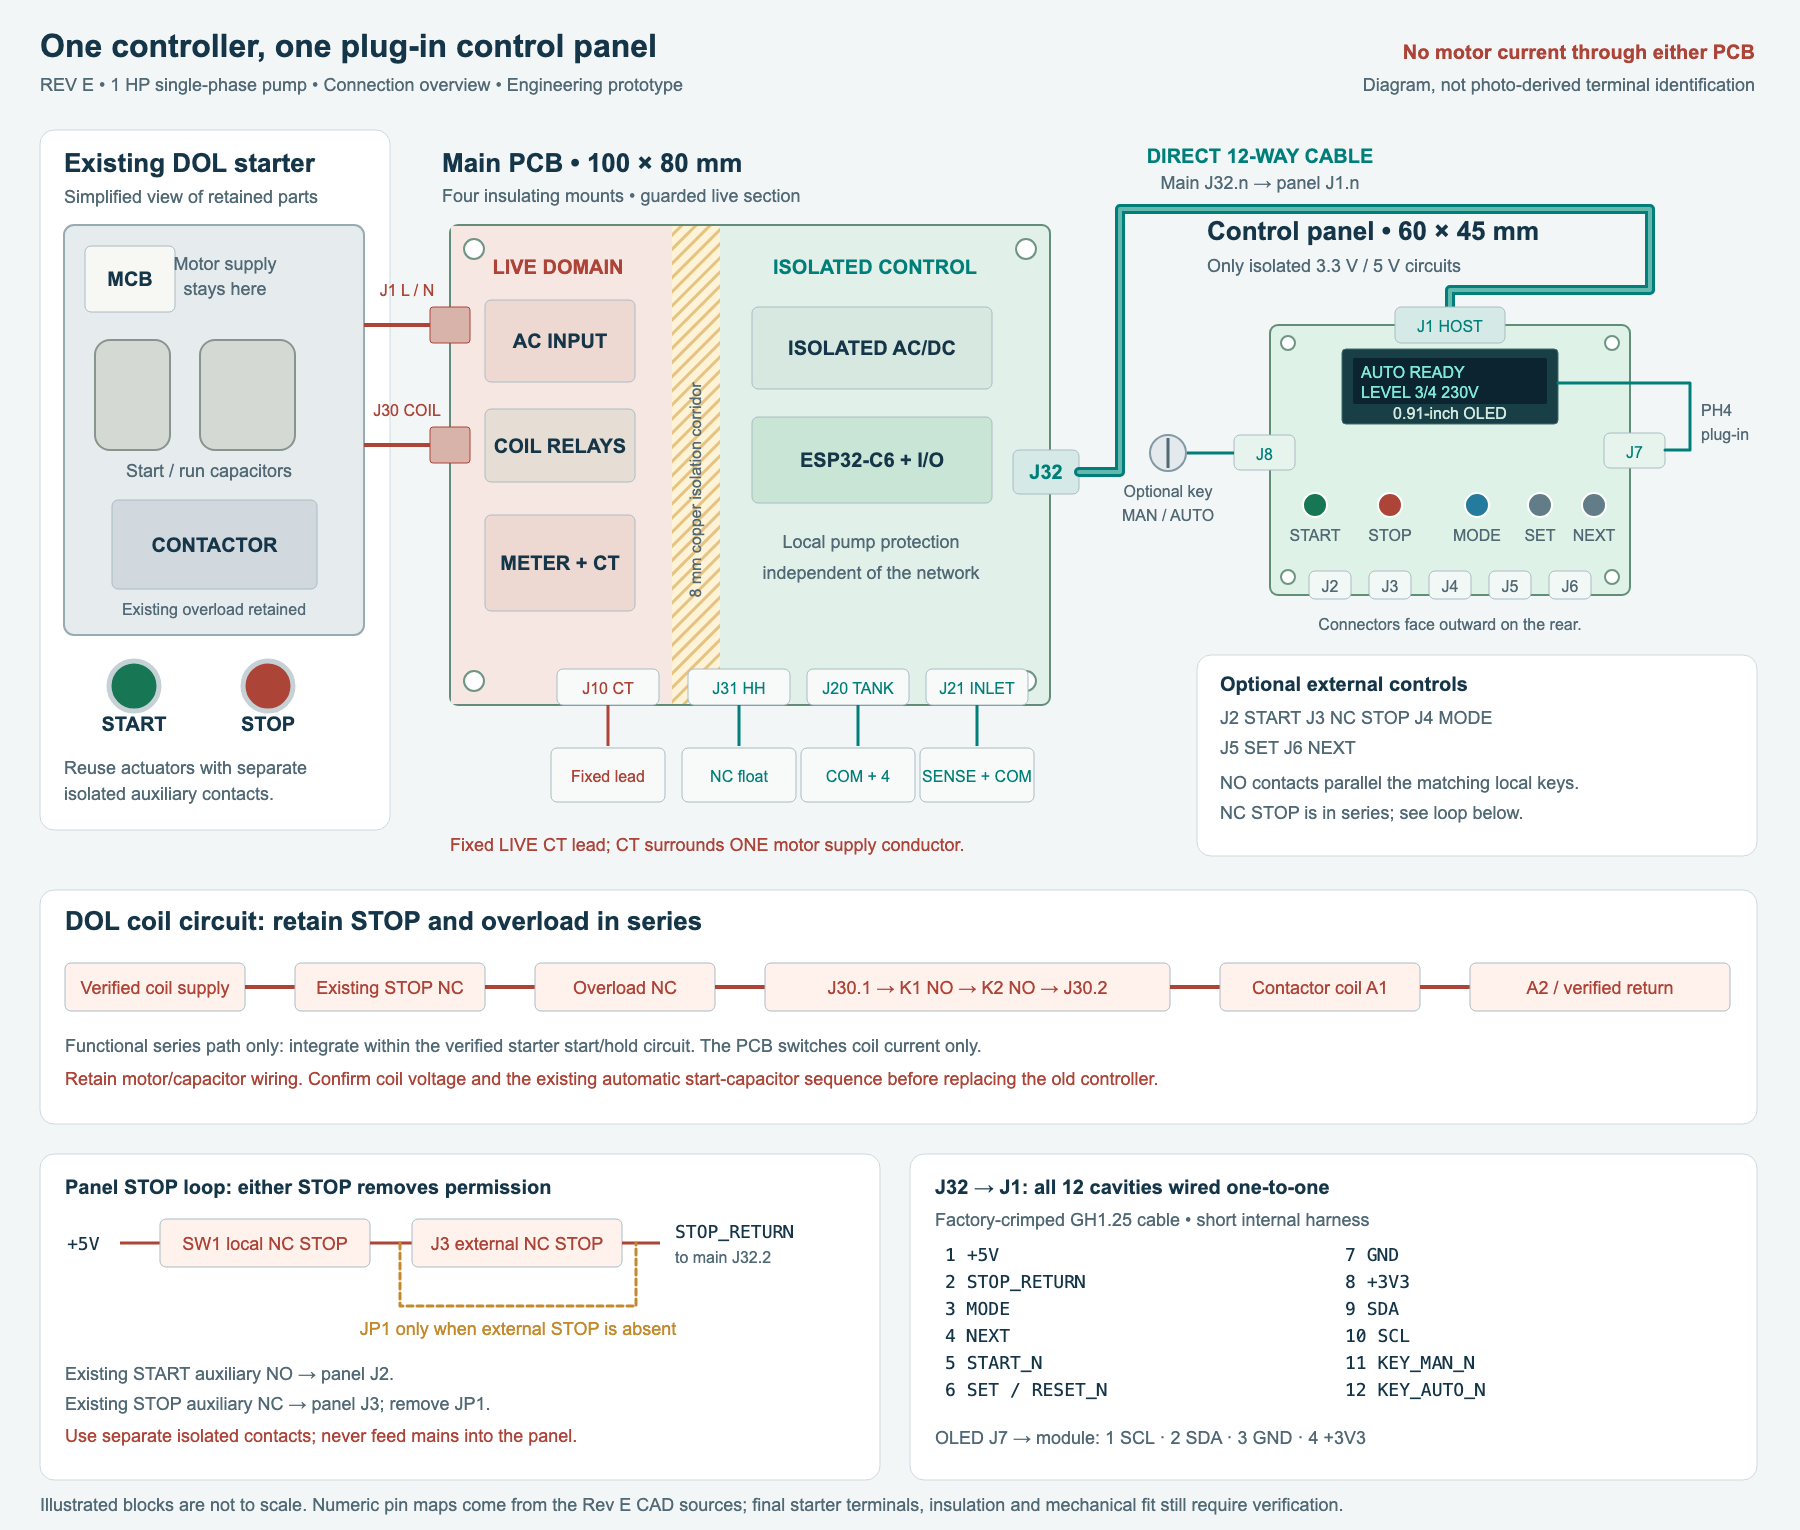 One controller, one plug-in control panel
REV E • 1 HP single-phase pump • Connection overview • Engineering prototype
No motor current through either PCB
Diagram, not photo-derived terminal identification
Existing DOL starter
Simplified view of retained parts
MCB
Motor supply
stays here
Start / run capacitors
CONTACTOR
Existing overload retained
START
STOP
Reuse actuators with separate
isolated auxiliary contacts.
J1 L / N
J30 COIL
Main PCB • 100 × 80 mm
Four insulating mounts • guarded live section
LIVE DOMAIN
AC INPUT
COIL RELAYS
METER + CT
8 mm copper isolation corridor
ISOLATED CONTROL
ISOLATED AC/DC
ESP32-C6 + I/O
Local pump protection
independent of the network
J32
J10 CT
J31 HH
J20 TANK
J21 INLET
Fixed lead
NC float
COM + 4
SENSE + COM
Fixed LIVE CT lead; CT surrounds ONE motor supply conductor.
DIRECT 12-WAY CABLE
Main J32.n → panel J1.n
Control panel • 60 × 45 mm
Only isolated 3.3 V / 5 V circuits
J1 HOST
AUTO READY
LEVEL 3/4 230V
0.91-inch OLED
PH4
plug-in
J8
J7
Optional key
MAN / AUTO
START
STOP
MODE
SET
NEXT
J2
J3
J4
J5
J6
Connectors face outward on the rear.
Optional external controls
J2 START J3 NC STOP J4 MODE
J5 SET J6 NEXT
NO contacts parallel the matching local keys.
NC STOP is in series; see loop below.
DOL coil circuit: retain STOP and overload in series
Verified coil supply
Existing STOP NC
Overload NC
J30.1 → K1 NO → K2 NO → J30.2
Contactor coil A1
A2 / verified return
Functional series path only: integrate within the verified starter start/hold circuit. The PCB switches coil current only.
Retain motor/capacitor wiring. Confirm coil voltage and the existing automatic start-capacitor sequence before replacing the old controller.
Panel STOP loop: either STOP removes permission
+5V
SW1 local NC STOP
J3 external NC STOP
STOP_RETURN
to main J32.2
JP1 only when external STOP is absent
Existing START auxiliary NO → panel J2.
Existing STOP auxiliary NC → panel J3; remove JP1.
Use separate isolated contacts; never feed mains into the panel.
J32 → J1: all 12 cavities wired one-to-one
Factory-crimped GH1.25 cable • short internal harness
1 +5V
2 STOP_RETURN
3 MODE
4 NEXT
5 START_N
6 SET / RESET_N
7 GND
8 +3V3
9 SDA
10 SCL
11 KEY_MAN_N
12 KEY_AUTO_N
OLED J7 → module: 1 SCL · 2 SDA · 3 GND · 4 +3V3
Illustrated blocks are not to scale. Numeric pin maps come from the Rev E CAD sources; final starter terminals, insulation and mechanical fit still require verification.